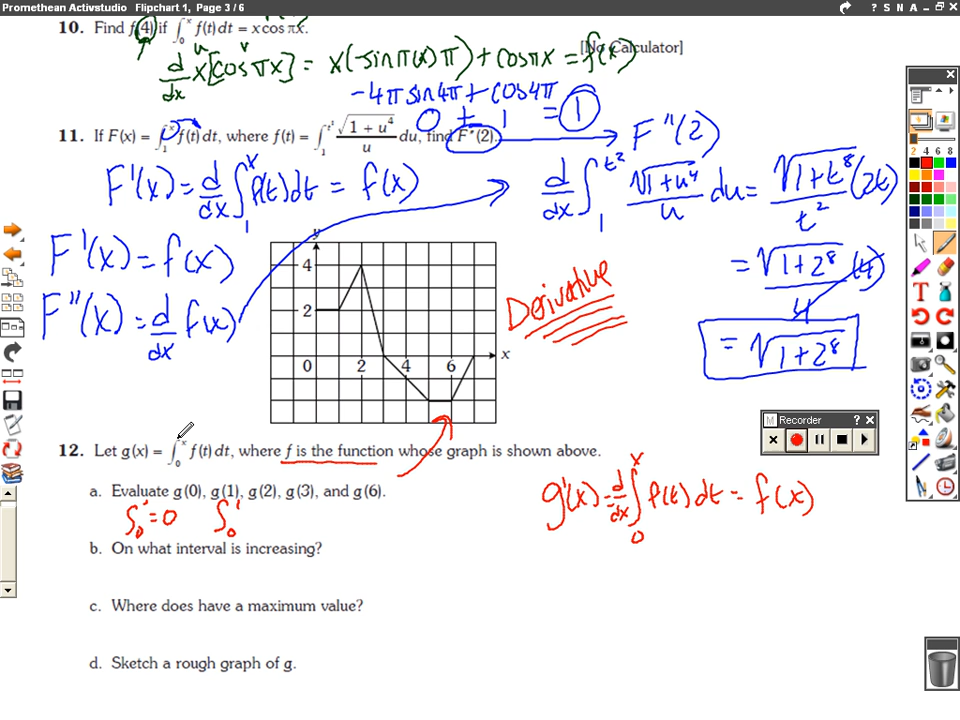 Promethean Activstudio Flipchart 1, Page 3 / 6
? S N A - ×
10. Find f(4) if ∫₀ˣ f(t) dt = x cos πx.
[No Calculator]
u v
d/dx x[cos πx] = x(-sin π(x) π) + cos πx = f(x)
-4π sin 4π + cos 4π
0 + 1 = 1
11. If F(x) = ∫₁ˣ f(t) dt, where f(t) = ∫₁^(t²) √(1 + u⁴)/u du, find F"(2).
F"(2)
F'(x) = d/dx ∫₁ˣ f(t) dt = f(x)
d/dx ∫₁^(t²) √(1+u⁴)/u du = √(1+t⁸)/t² (2t)
F'(x) = f(x)
= √(1+2⁸)/4 (4)
F"(x) = d/dx f(x)
= √(1+2⁸)
Derivative
y
4
2
0 2 4 6 x
2 4 6 8
Recorder ? ×
12. Let g(x) = ∫₀ˣ f(t) dt, where f is the function whose graph is shown above.
g'(x) = d/dx ∫₀ˣ f(t) dt = f(x)
a. Evaluate g(0), g(1), g(2), g(3), and g(6).
∫₀ = 0 ∫₀¹
b. On what interval is increasing?
c. Where does have a maximum value?
d. Sketch a rough graph of g.